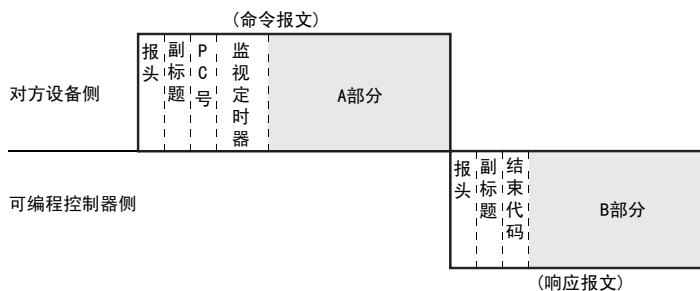 (命令报文)
报头
副标题
PC号
监视定时器
A部分
对方设备侧
可编程控制器侧
报头
副标题
结束代码
B部分
(响应报文)